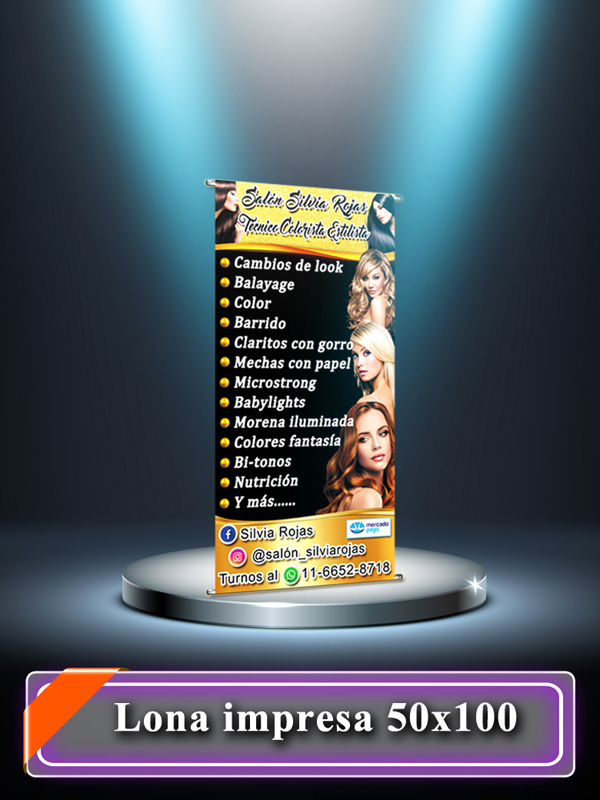 Salón Silvia Rojas
Tecnico Colorista Estilista
Cambios de look
Balayage
Color
Barrido
Claritos con gorro
Mechas con papel
Microstrong
Babylights
Morena iluminada
Colores fantasía
Bi-tonos
Nutrición
Y más......
Silvia Rojas
mercado
pago
@salón_silviarojas
Turnos al 11-6652-8718
Lona impresa 50x100